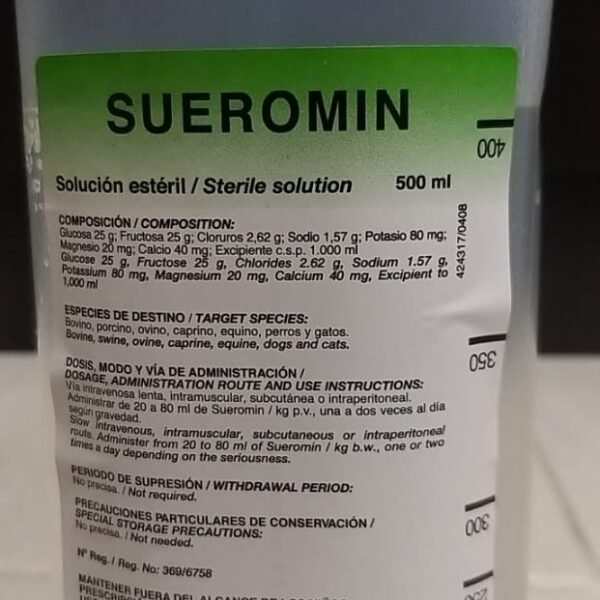 SUEROMIN
Solución estéril / Sterile solution 500 ml
COMPOSICIÓN / COMPOSITION:
Glucosa 25 g; Fructosa 25 g; Cloruros 2,62 g; Sodio 1,57 g; Potasio 80 mg;
Magnesio 20 mg; Calcio 40 mg; Excipiente c.s.p. 1.000 ml
Glucose 25 g, Fructose 25 g, Chlorides 2.62 g, Sodium 1.57 g,
Potassium 80 mg, Magnesium 20 mg, Calcium 40 mg, Excipient to
1,000 ml
ESPECIES DE DESTINO / TARGET SPECIES:
Bovino, porcino, ovino, caprino, equino, perros y gatos.
Bovine, swine, ovine, caprine, equine, dogs and cats.
DOSIS, MODO Y VÍA DE ADMINISTRACIÓN /
DOSAGE, ADMINISTRATION ROUTE AND USE INSTRUCTIONS:
Vía intravenosa lenta, intramuscular, subcutánea o intraperitoneal.
Administrar de 20 a 80 ml de Sueromin / kg p.v., una a dos veces al día
según gravedad.
Slow intravenous, intramuscular, subcutaneous or intraperitoneal
route. Administer from 20 to 80 ml of Sueromin / kg b.w., one or two
times a day depending on the seriousness.
PERIODO DE SUPRESIÓN / WITHDRAWAL PERIOD:
No precisa. / Not required.
PRECAUCIONES PARTICULARES DE CONSERVACIÓN /
SPECIAL STORAGE PRECAUTIONS:
No precisa. / Not needed.
Nº Reg. / Reg. No: 369/6758
MANTENER FUERA DEL ALCANCE DE LOS NIÑOS
424317/0408
400
350
300
250